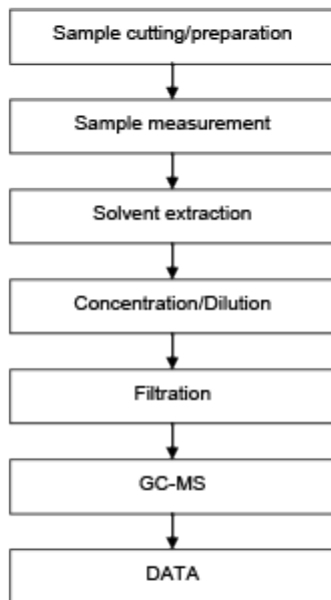 Sample cutting/preparation
Sample measurement
Solvent extraction
Concentration/Dilution
Filtration
GC-MS
DATA